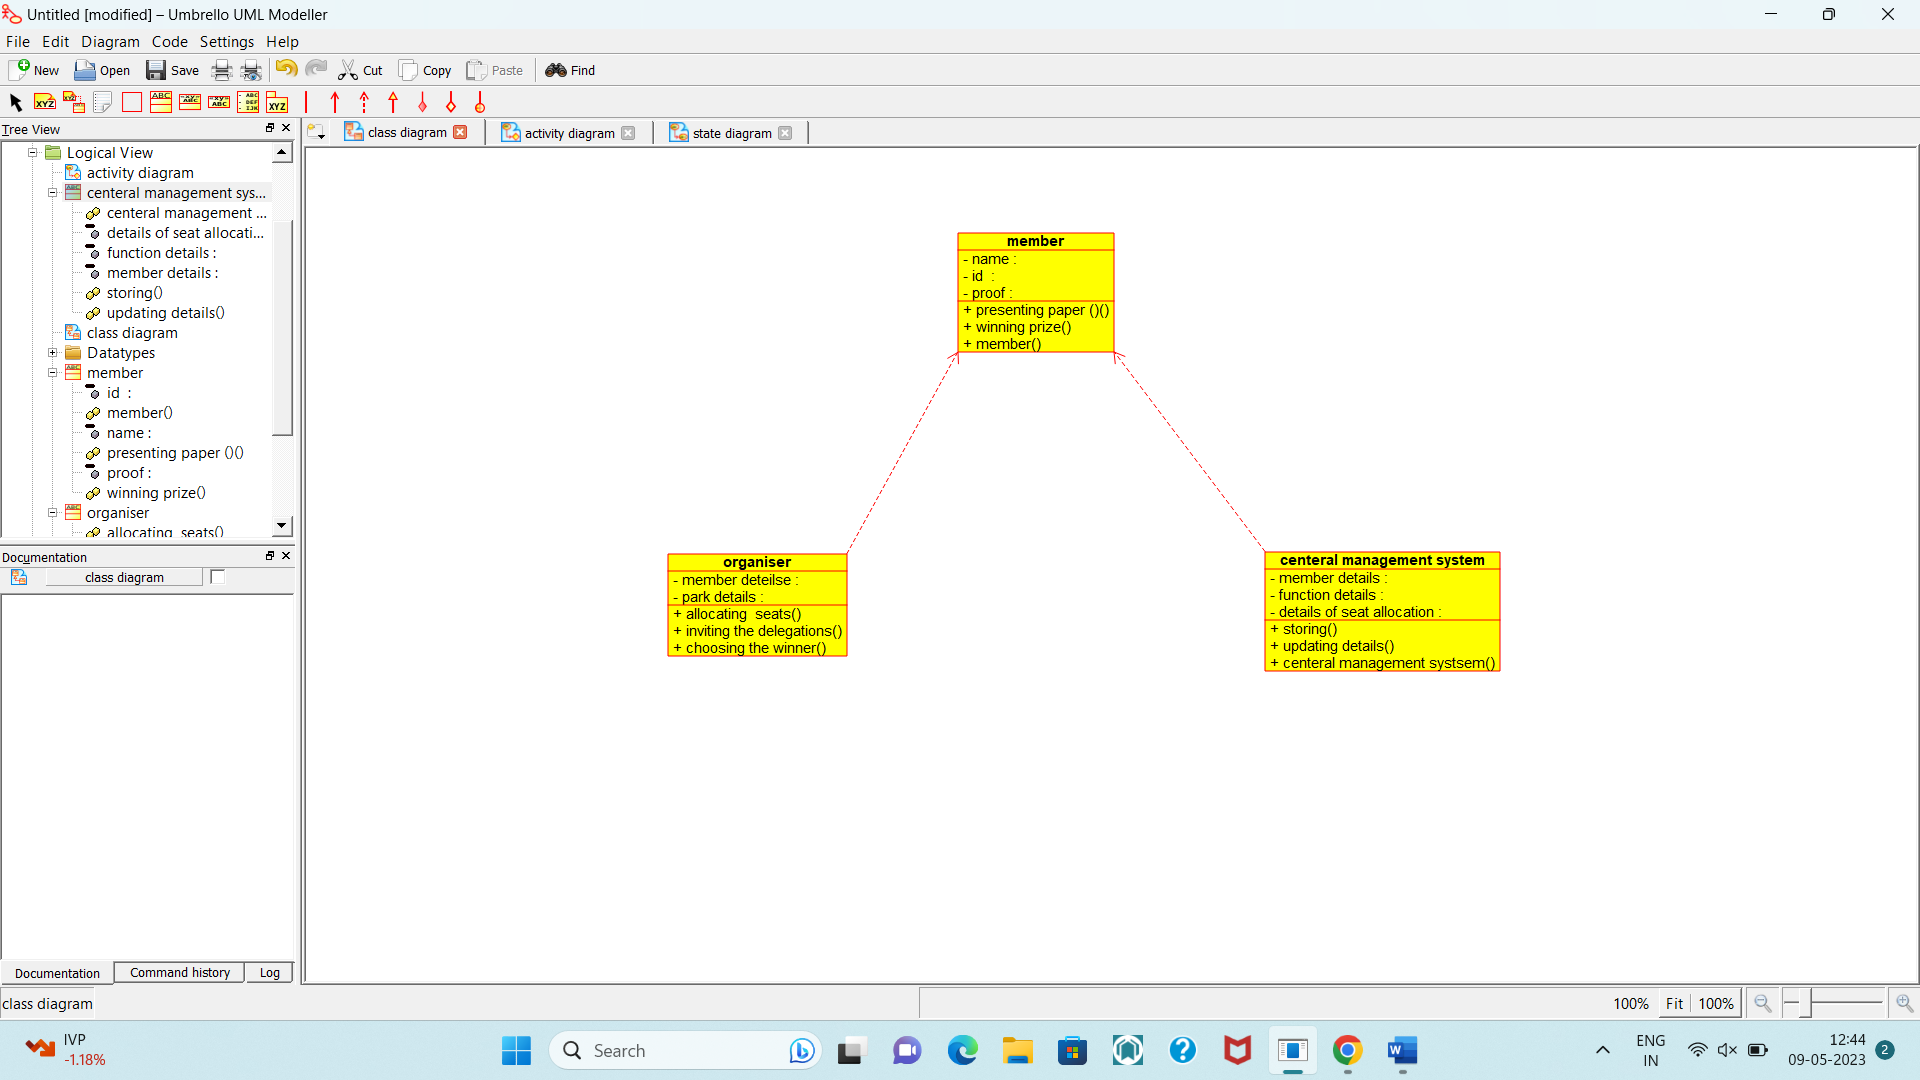 Untitled [modified] – Umbrello UML Modeller
File Edit Diagram Code Settings Help
New Open Save Cut Copy Paste Find
Tree View
class diagram activity diagram state diagram
Logical View
activity diagram
centeral management sys...
centeral management ...
details of seat allocati...
function details :
member details :
storing()
updating details()
class diagram
Datatypes
member
id :
member()
name :
presenting paper ()()
proof :
winning prize()
organiser
allocating seats()
Documentation
class diagram
Documentation Command history Log
member
- name :
- id :
- proof :
+ presenting paper ()()
+ winning prize()
+ member()
organiser
- member deteilse :
- park details :
+ allocating seats()
+ inviting the delegations()
+ choosing the winner()
centeral management system
- member details :
- function details :
- details of seat allocation :
+ storing()
+ updating details()
+ centeral management systsem()
class diagram
100% Fit 100%
IVP
-1.18%
Search
ENG
IN
12:44
09-05-2023
2